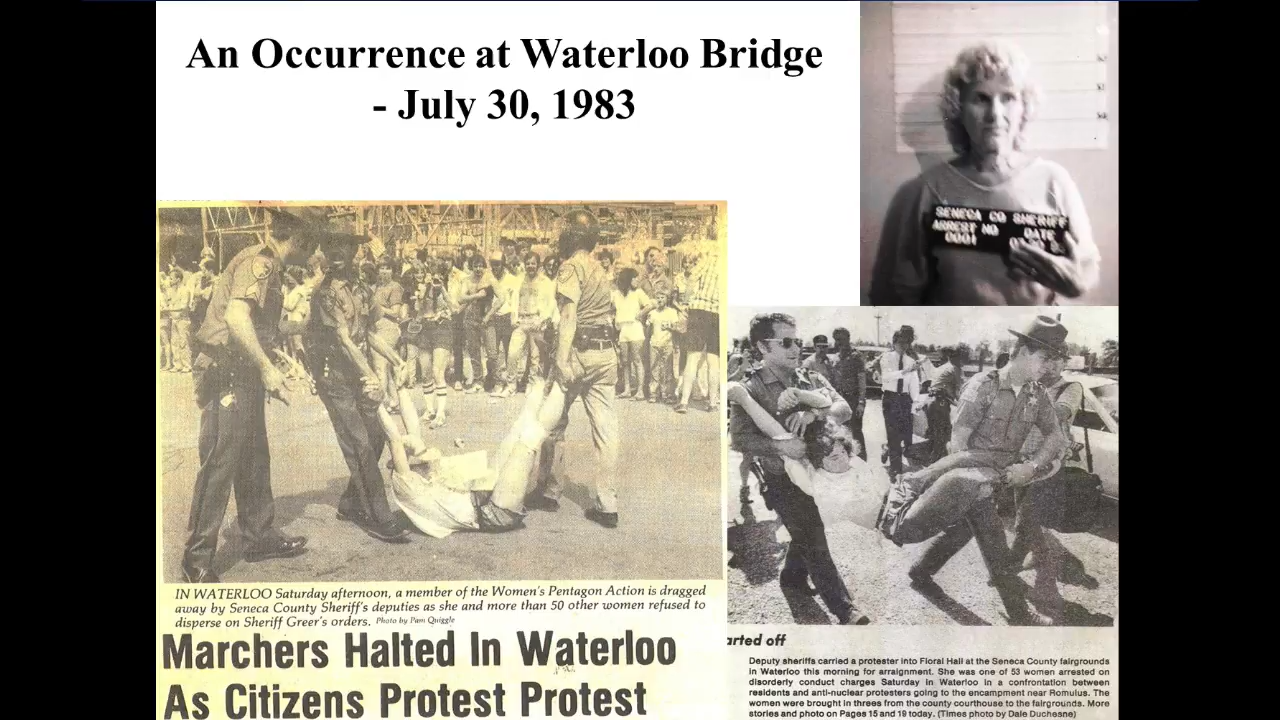 An Occurrence at Waterloo Bridge
- July 30, 1983
SENECA CO SHERIFF
ARREST NO DATE
0001
IN WATERLOO Saturday afternoon, a member of the Women's Pentagon Action is dragged
away by Seneca County Sheriff's deputies as she and more than 50 other women refused to
disperse on Sheriff Greer's orders. Photo by Pam Quiggle
Marchers Halted In Waterloo
As Citizens Protest Protest
arted off
Deputy sheriffs carried a protester into Floral Hall at the Seneca County fairgrounds
in Waterloo this morning for arraignment. She was one of 53 women arrested on
disorderly conduct charges Saturday in Waterloo in a confrontation between
residents and anti-nuclear protesters going to the encampment near Romulus. The
women were brought in threes from the county courthouse to the fairgrounds. More
stories and photo on Pages 15 and 19 today. (Times photo by Dale Duchesne)